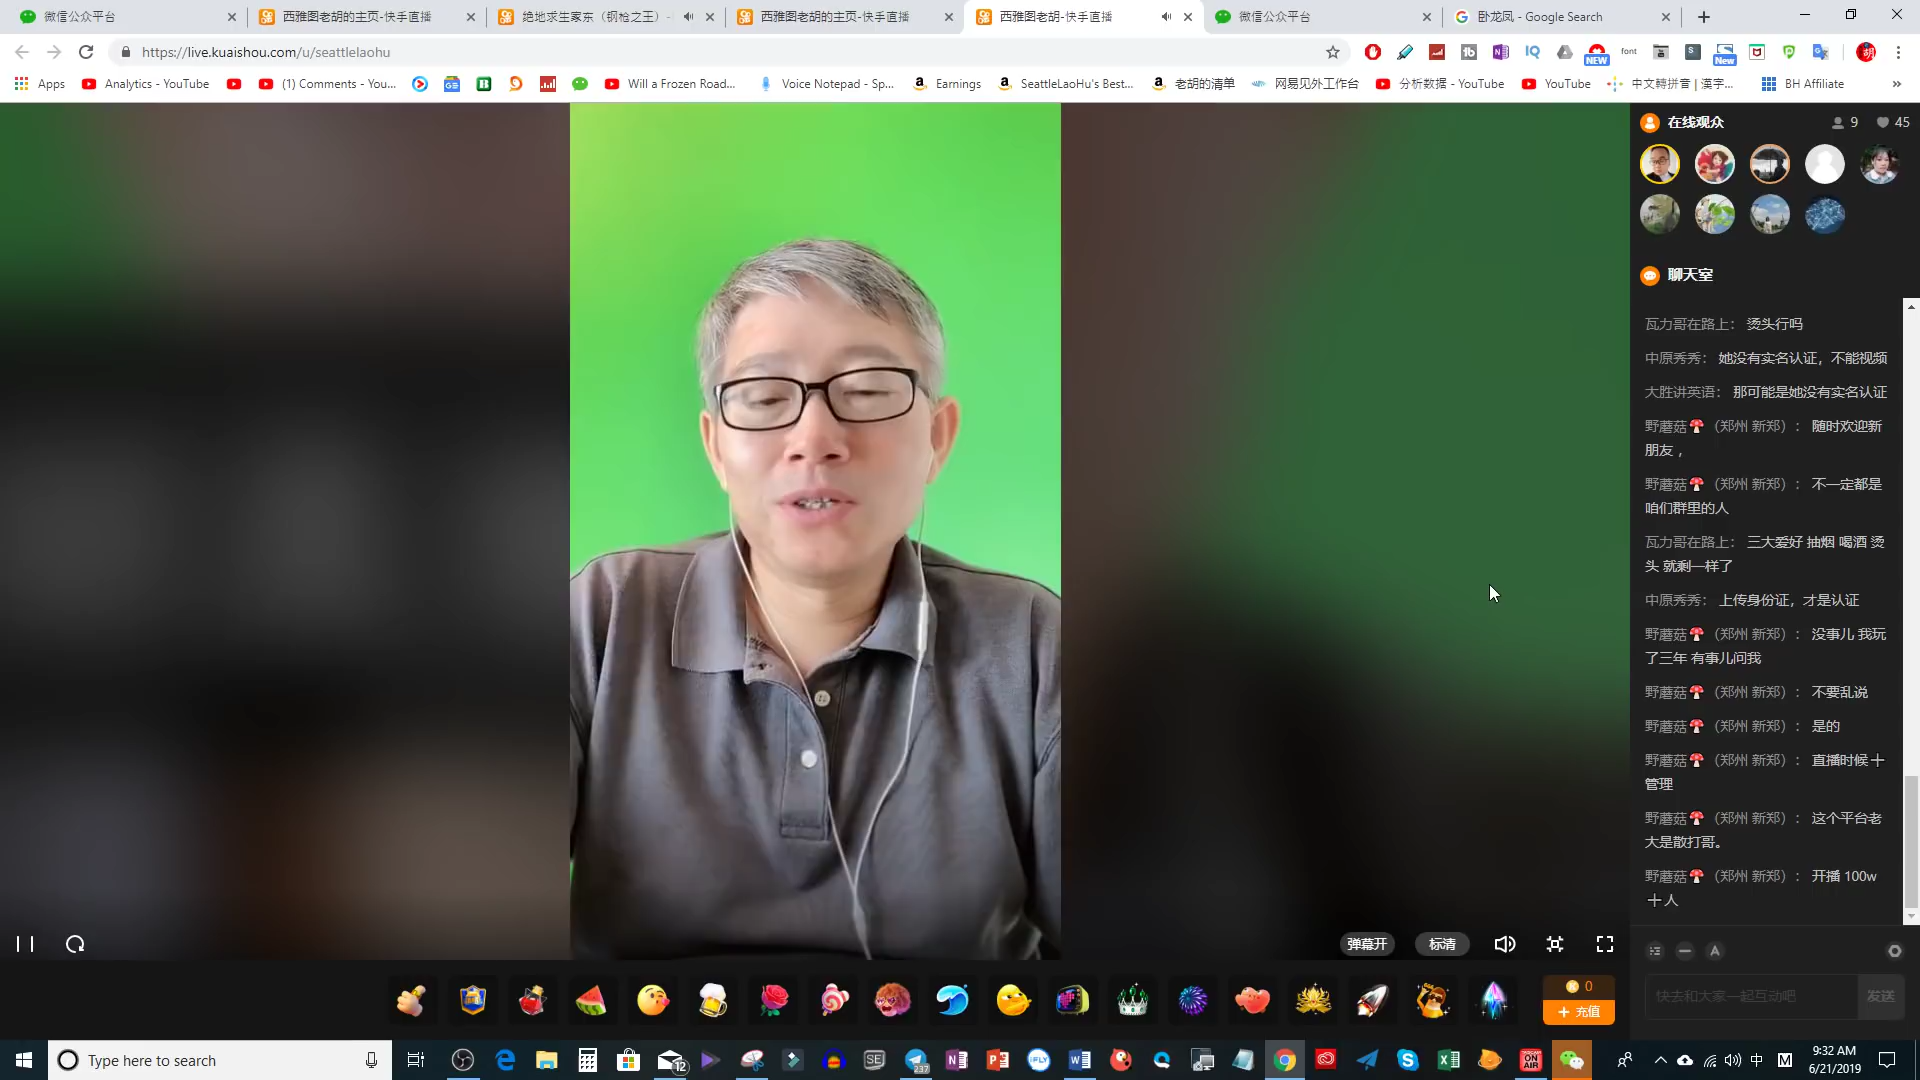 微信公众平台
西雅图老胡的主页-快手直播
绝地求生家东（钢枪之王）-
西雅图老胡的主页-快手直播
西雅图老胡-快手直播
微信公众平台
卧龙凤 - Google Search
https://live.kuaishou.com/u/seattlelaohu
font
NEW
New
胡
Apps
Analytics - YouTube
(1) Comments - You...
Will a Frozen Road...
Voice Notepad - Sp...
Earnings
SeattleLaoHu's Best...
老胡的清单
网易见外工作台
分析数据 - YouTube
YouTube
中文轉拼音 | 漢字...
BH Affiliate
在线观众
9
45
聊天室
瓦力哥在路上： 烫头行吗
中原秀秀： 她没有实名认证，不能视频
大胜讲英语： 那可能是她没有实名认证
野蘑菇🍄（郑州 新郑）： 随时欢迎新
朋友，
野蘑菇🍄（郑州 新郑）： 不一定都是
咱们群里的人
瓦力哥在路上： 三大爱好 抽烟 喝酒 烫
头 就剩一样了
中原秀秀： 上传身份证，才是认证
野蘑菇🍄（郑州 新郑）： 没事儿 我玩
了三年 有事儿问我
野蘑菇🍄（郑州 新郑）： 不要乱说
野蘑菇🍄（郑州 新郑）： 是的
野蘑菇🍄（郑州 新郑）： 直播时候十
管理
野蘑菇🍄（郑州 新郑）： 这个平台老
大是散打哥。
野蘑菇🍄（郑州 新郑）： 开播 100w
十人
弹幕开
标清
0
+ 充值
快去和大家一起互动吧
发送
Type here to search
12
237
中
M
9:32 AM
6/21/2019